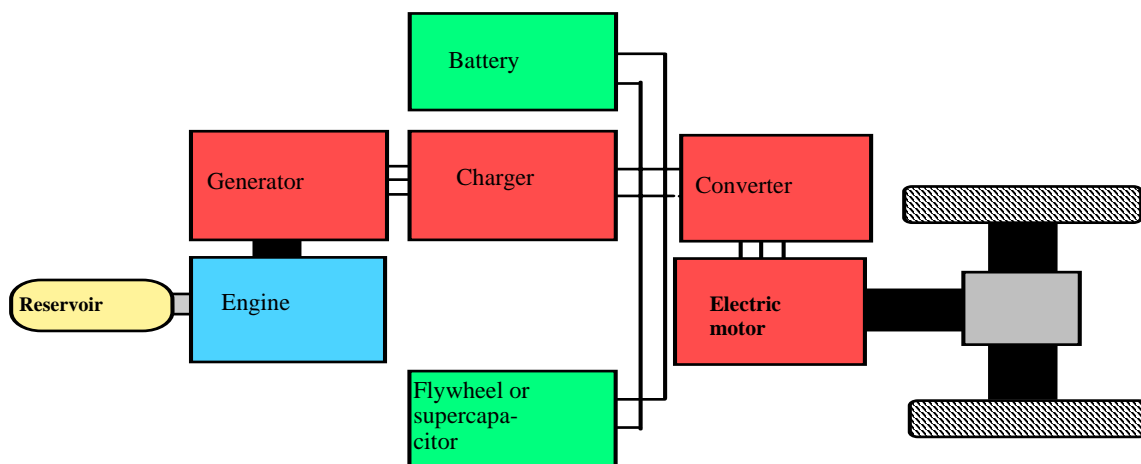 Battery
Generator
Charger
Converter
Reservoir
Engine
Electric
motor
Flywheel or
supercapa-
citor